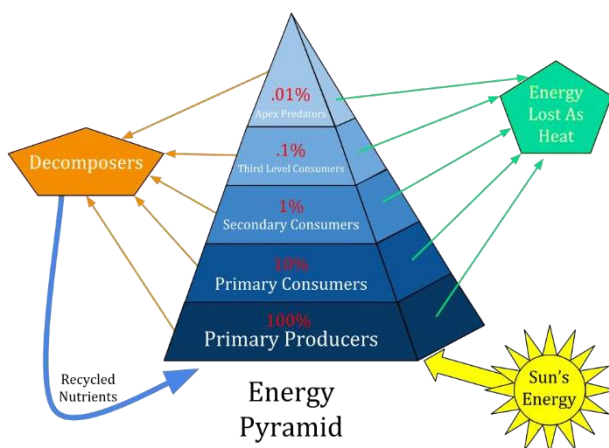 .01%
Apex Predators
.1%
Third Level Consumers
1%
Secondary Consumers
10%
Primary Consumers
100%
Primary Producers
Decomposers
Energy
Lost As
Heat
Recycled
Nutrients
Energy
Pyramid
Sun's
Energy